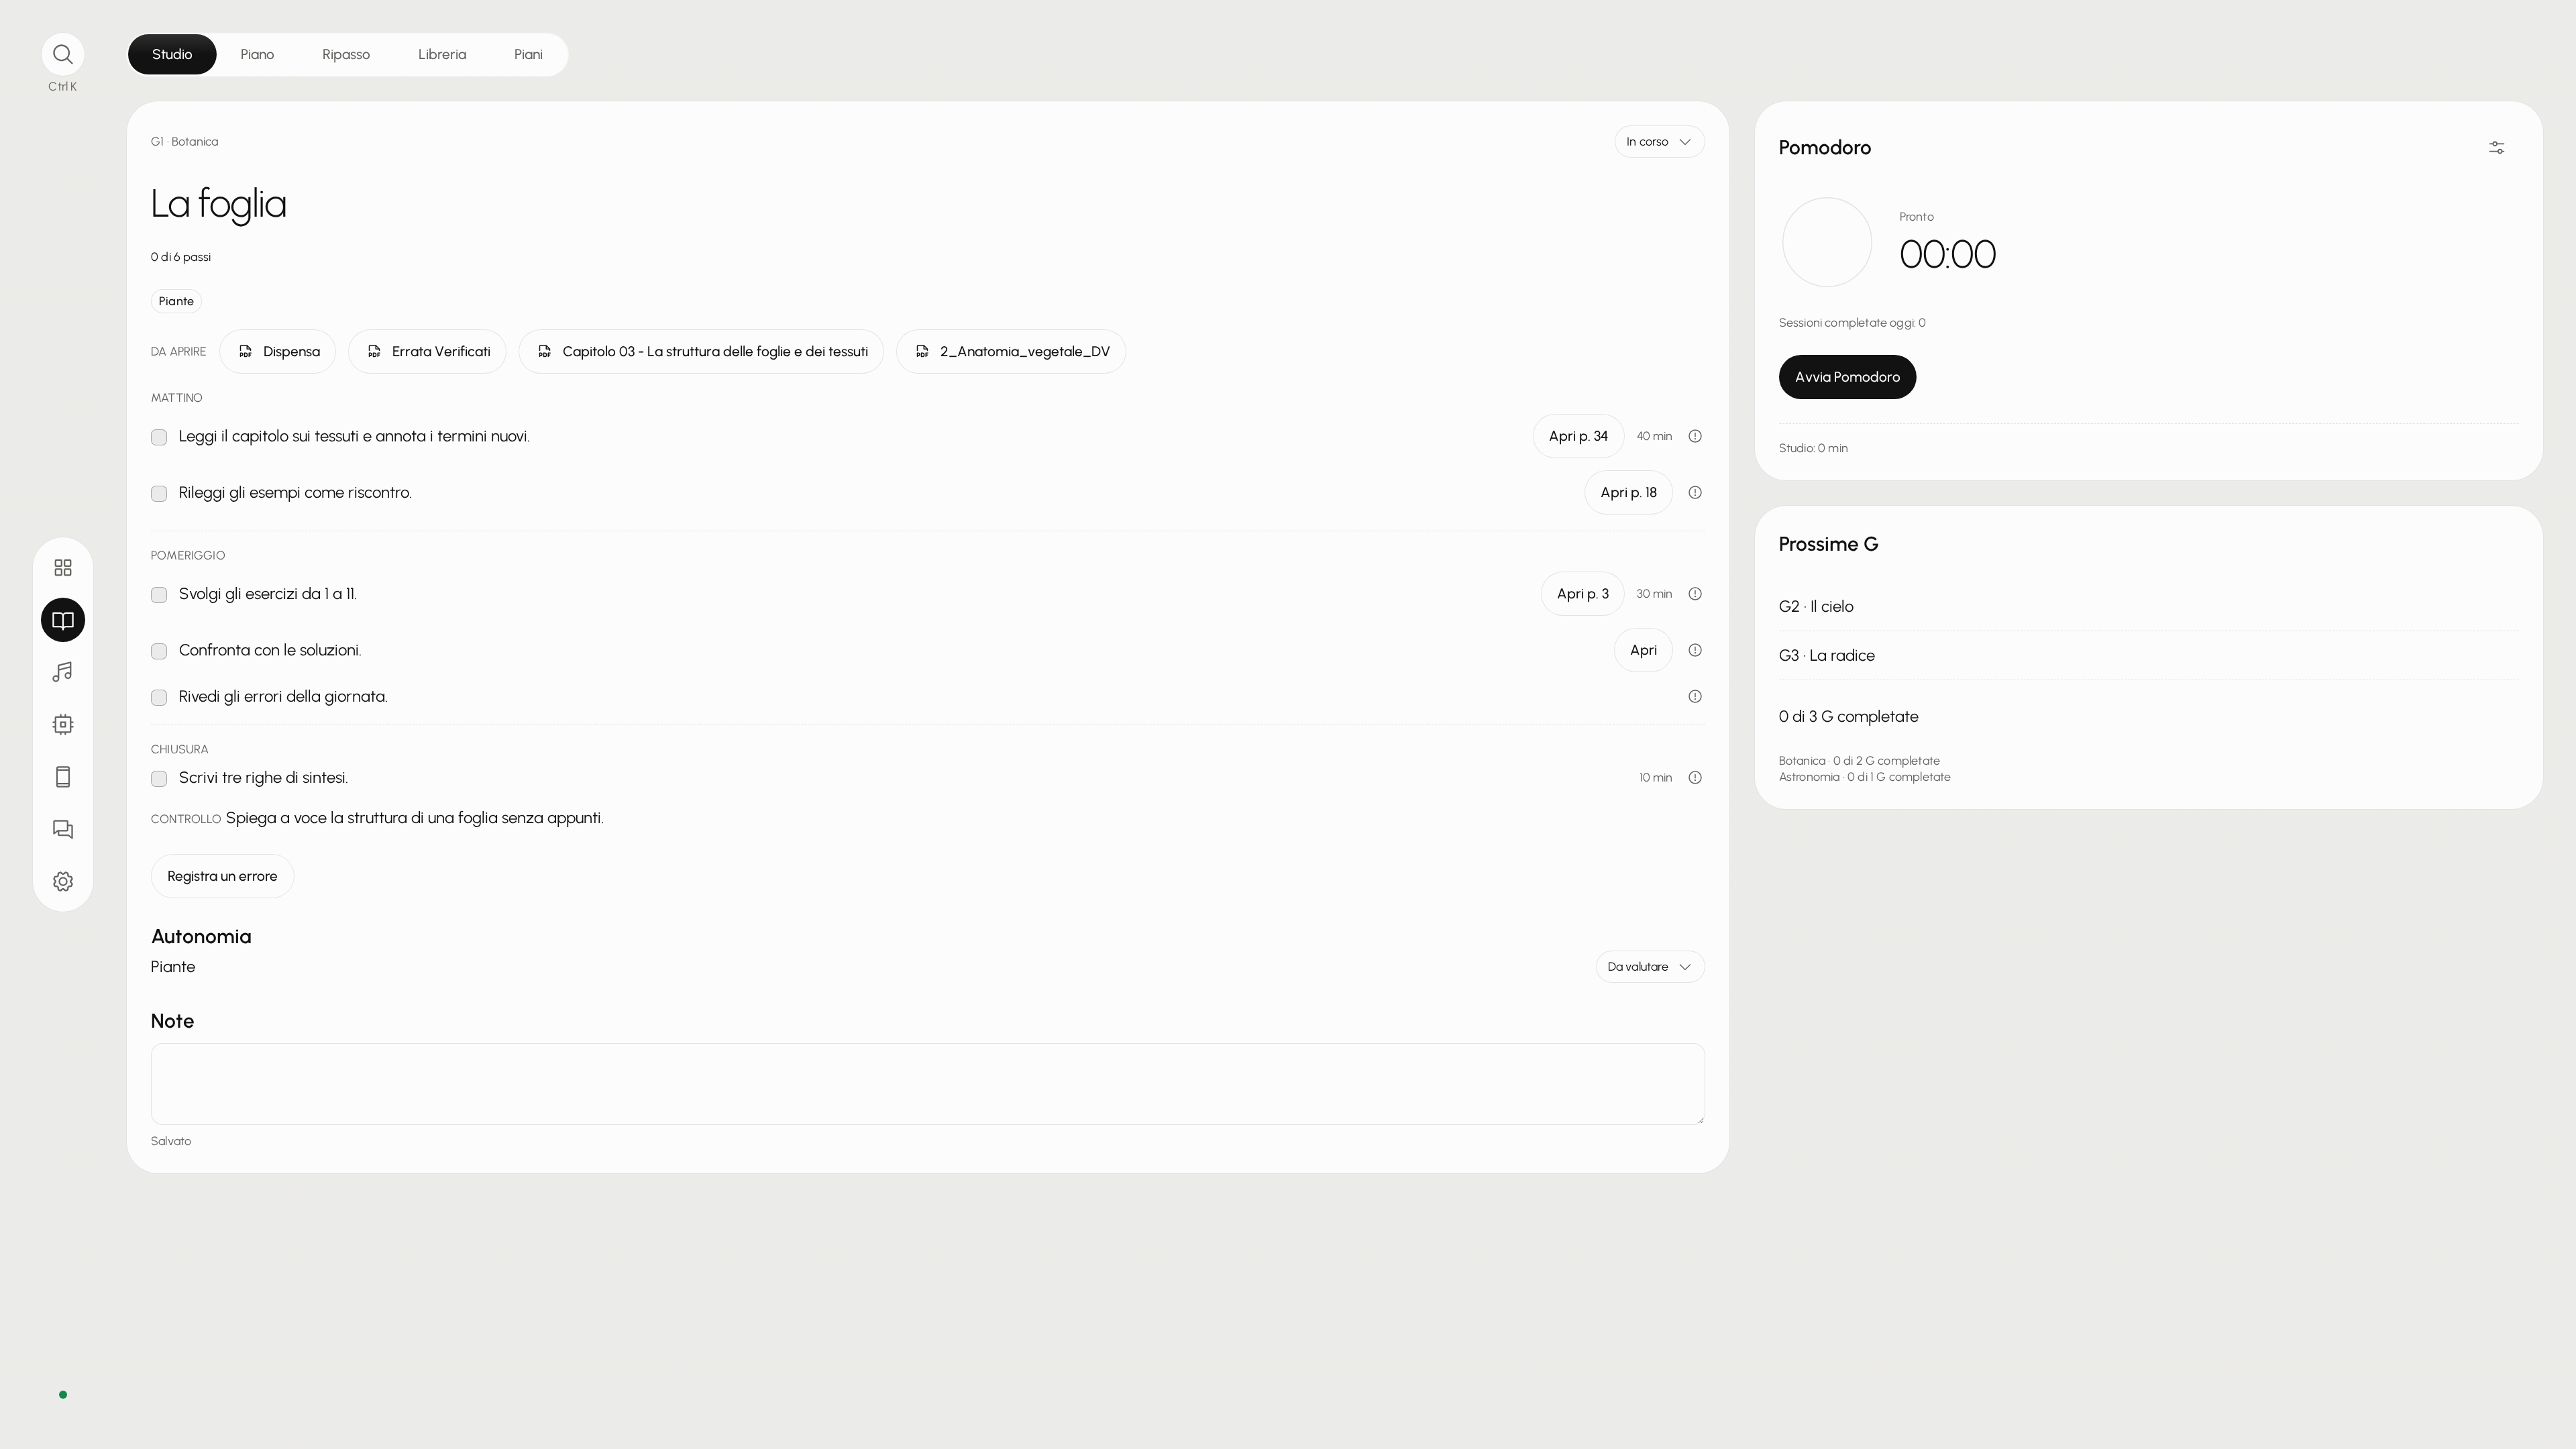 Ctrl K
Studio
Piano
Ripasso
Libreria
Piani
G1 · Botanica
In corso
La foglia
0 di 6 passi
Piante
DA APRIRE
Dispensa
Errata Verificati
Capitolo 03 - La struttura delle foglie e dei tessuti
2_Anatomia_vegetale_DV
MATTINO
Leggi il capitolo sui tessuti e annota i termini nuovi.
Apri p. 34
40 min
Rileggi gli esempi come riscontro.
Apri p. 18
POMERIGGIO
Svolgi gli esercizi da 1 a 11.
Apri p. 3
30 min
Confronta con le soluzioni.
Apri
Rivedi gli errori della giornata.
CHIUSURA
Scrivi tre righe di sintesi.
10 min
CONTROLLO Spiega a voce la struttura di una foglia senza appunti.
Registra un errore
Autonomia
Piante
Da valutare
Note
Salvato
Pomodoro
Pronto
00:00
Sessioni completate oggi: 0
Avvia Pomodoro
Studio: 0 min
Prossime G
G2 · Il cielo
G3 · La radice
0 di 3 G completate
Botanica · 0 di 2 G completate
Astronomia · 0 di 1 G completate